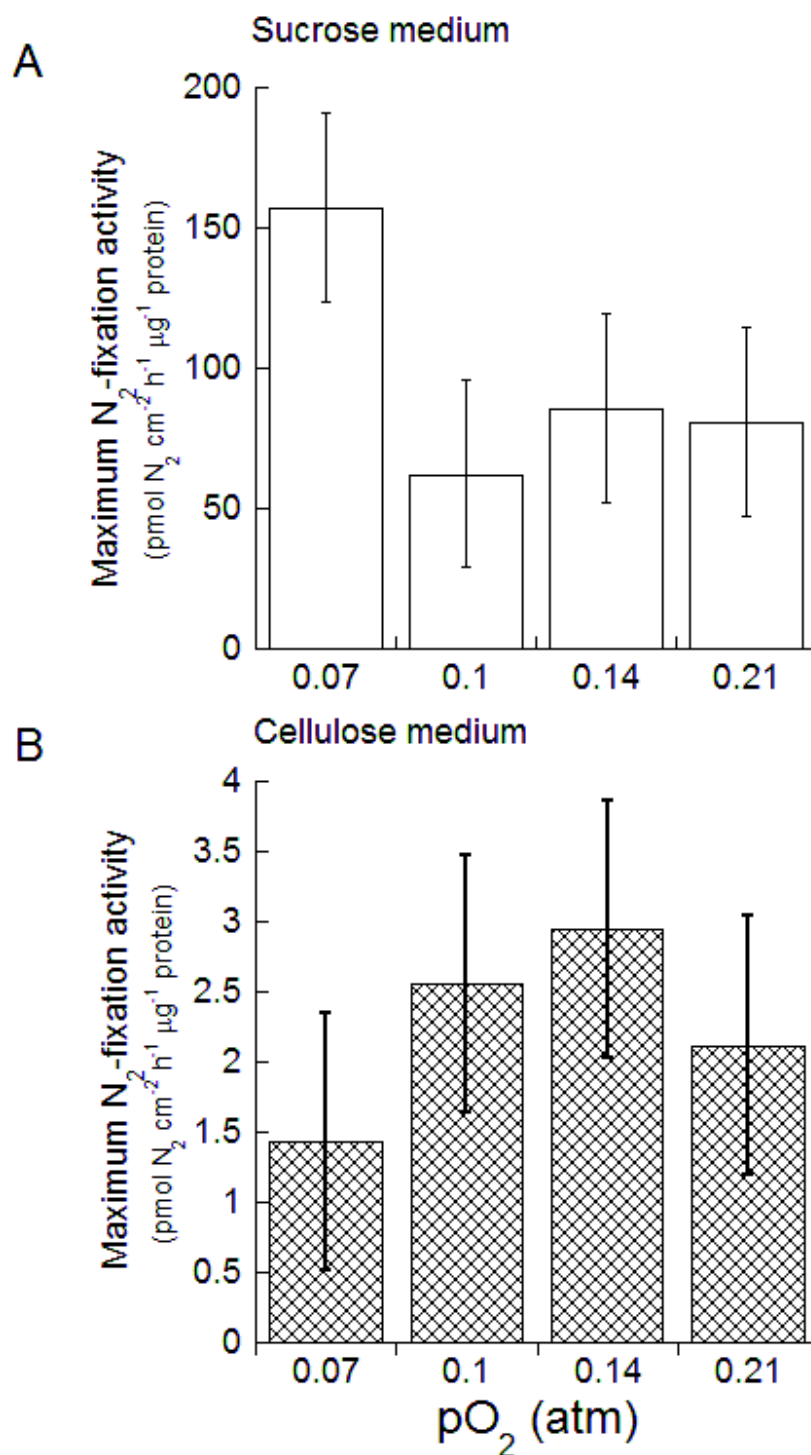 A
Sucrose medium
Maximum N2-fixation activity
(pmol N2 cm-2 h-1 μg-1 protein)
200
150
100
50
0
0.07 0.1 0.14 0.21
B
Cellulose medium
Maximum N2-fixation activity
(pmol N2 cm-2 h-1 μg-1 protein)
4
3.5
3
2.5
2
1.5
1
0.5
0
0.07 0.1 0.14 0.21
pO2 (atm)